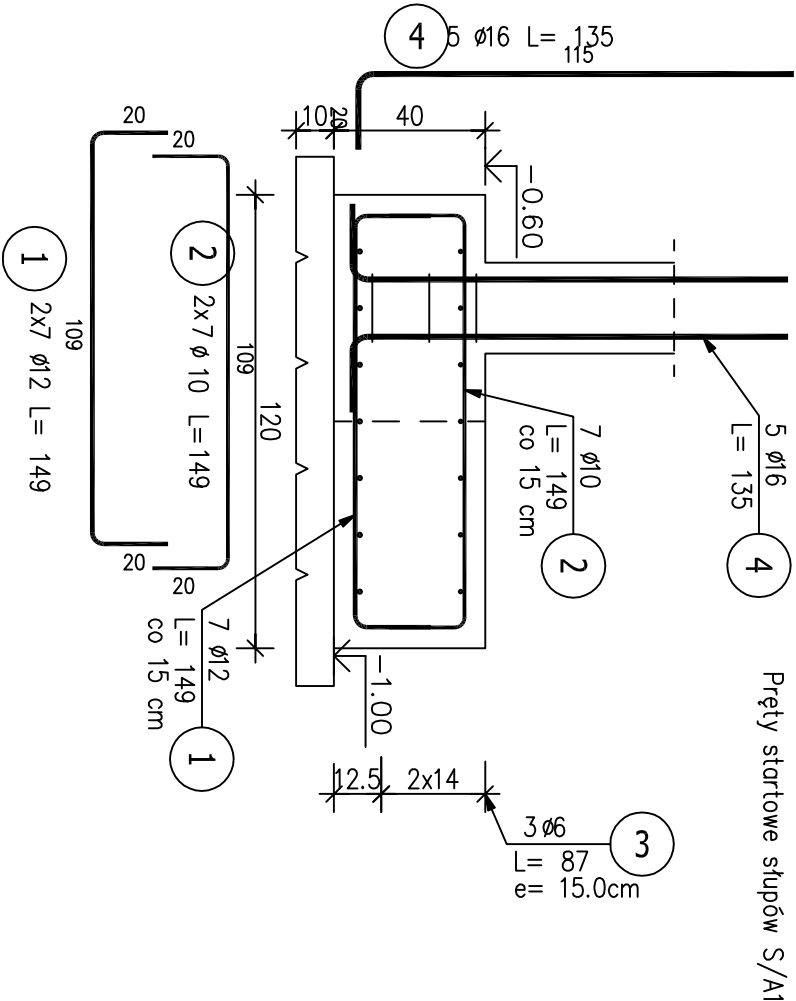 4
5 ø16 L= 135
115
20
10
40
20
20
-0.60
2
2x7 ø 10 L=149
109
1
2x7 ø12 L= 149
109
120
20
20
5 ø16
L= 135
4
7 ø10
L= 149
co 15 cm
2
7 ø12
L= 149
co 15 cm
1
-1.00
12.5
2x14
3 ø6
L= 87
e= 15.0cm
3
Pręty startowe słupów S/A1